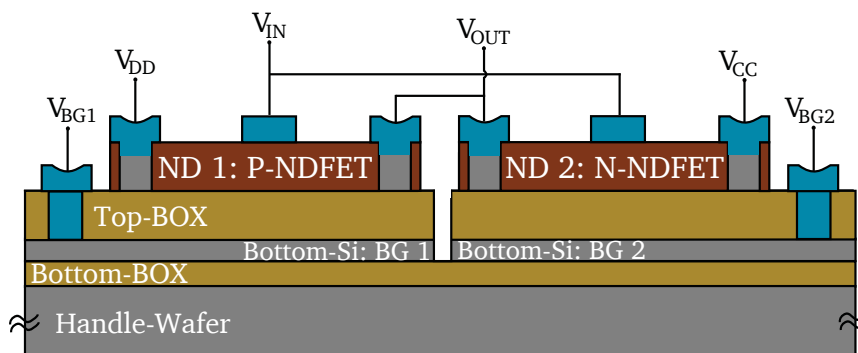 V_IN
V_OUT
V_DD
V_CC
V_BG1
V_BG2
ND 1: P-NDFET
ND 2: N-NDFET
Top-BOX
Bottom-Si: BG 1
Bottom-Si: BG 2
Bottom-BOX
Handle-Wafer